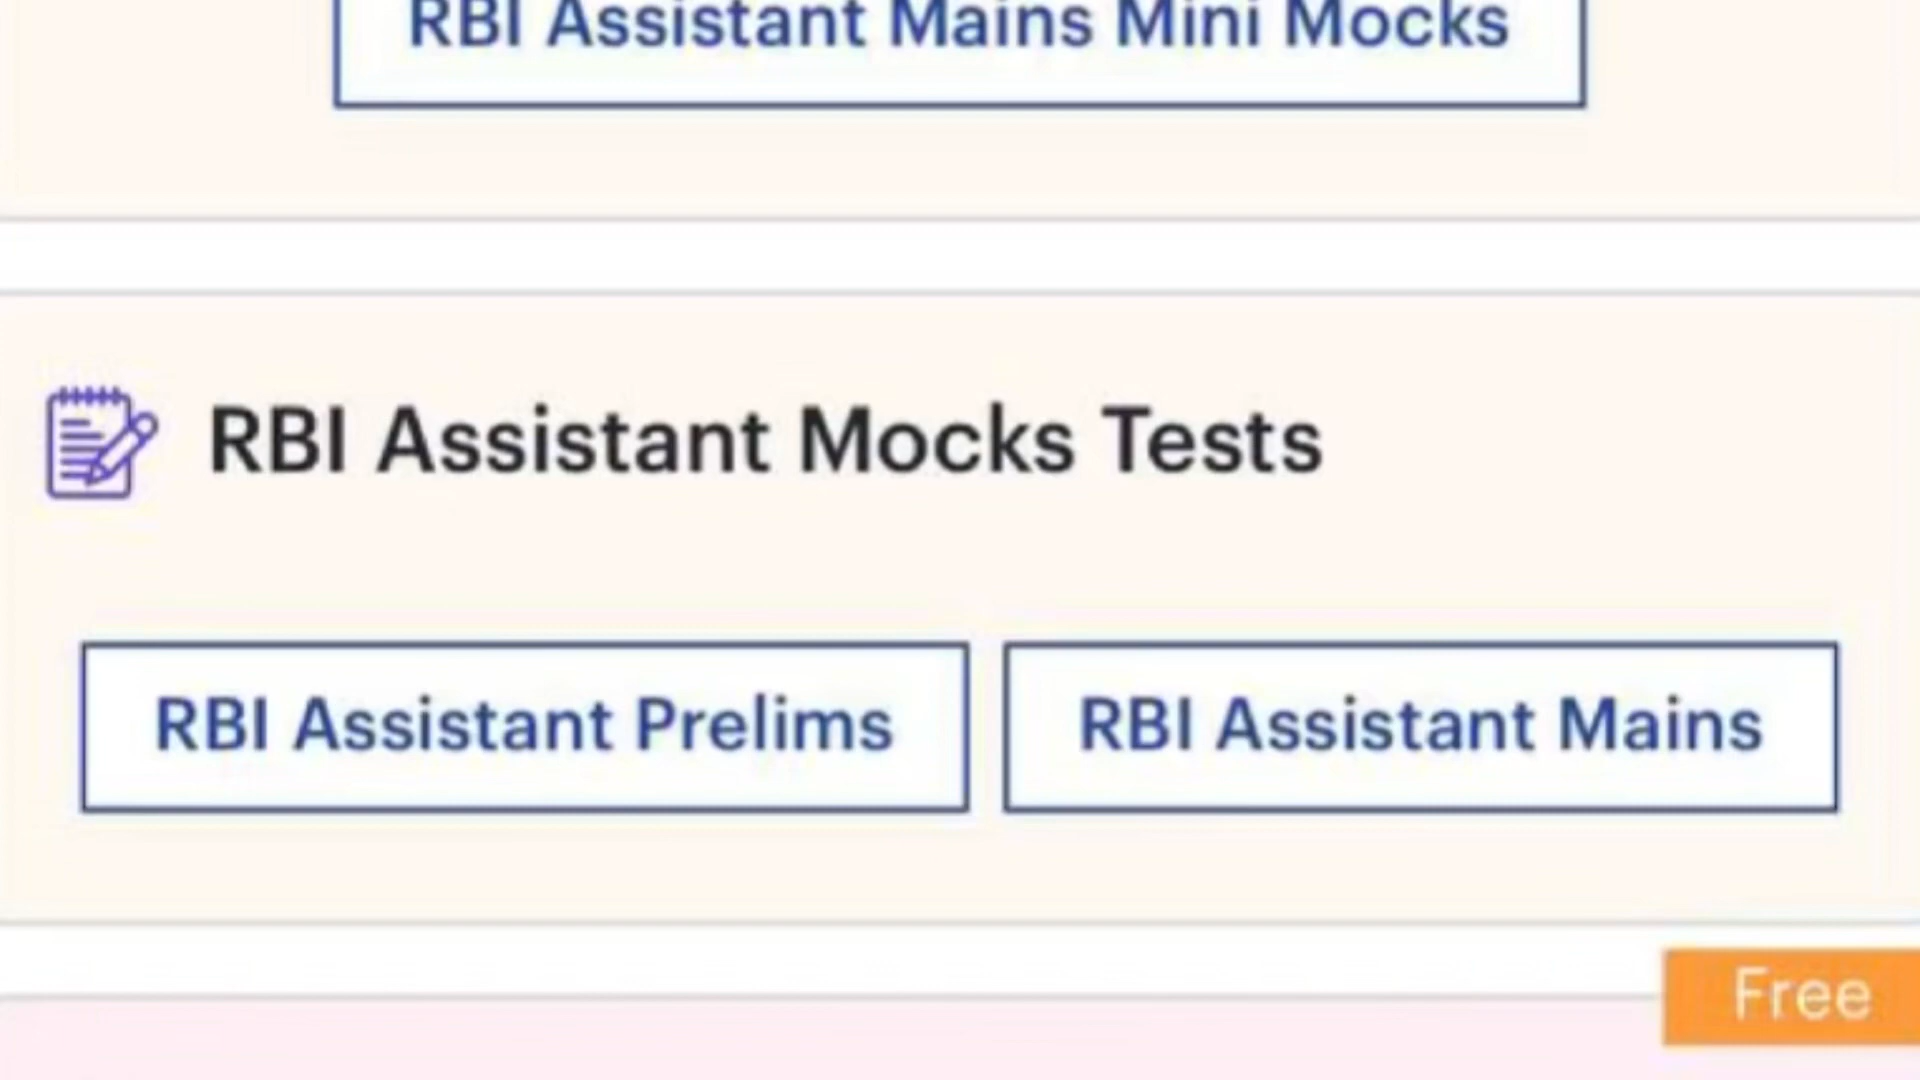 RBI Assistant Mains Mini Mocks
RBI Assistant Mocks Tests
RBI Assistant Prelims
RBI Assistant Mains
Free